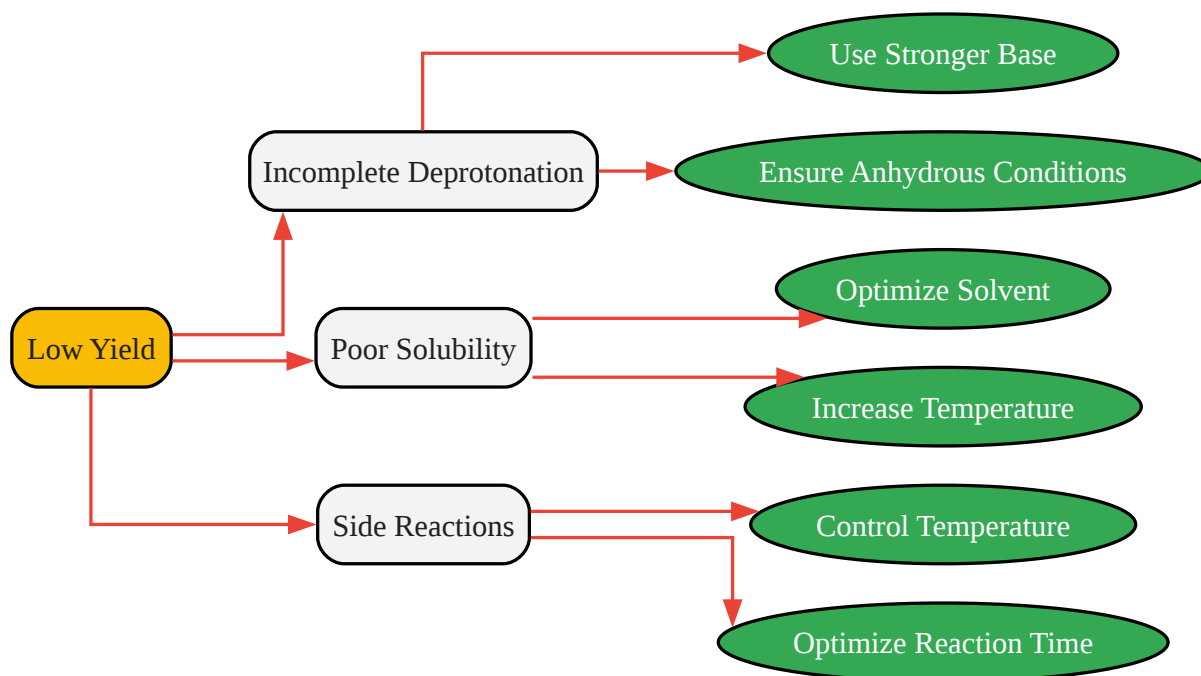 Use Stronger Base
Incomplete Deprotonation
Ensure Anhydrous Conditions
Optimize Solvent
Low Yield
Poor Solubility
Increase Temperature
Side Reactions
Control Temperature
Optimize Reaction Time